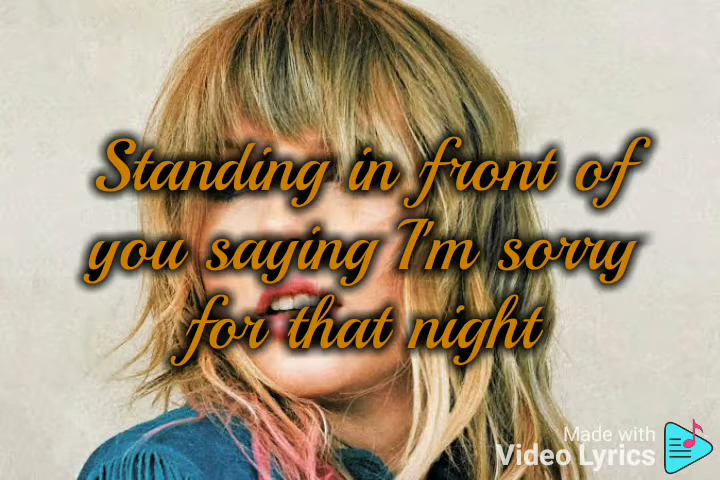 Standing in front of
you saying I'm sorry
for that night
Made with
Video Lyrics